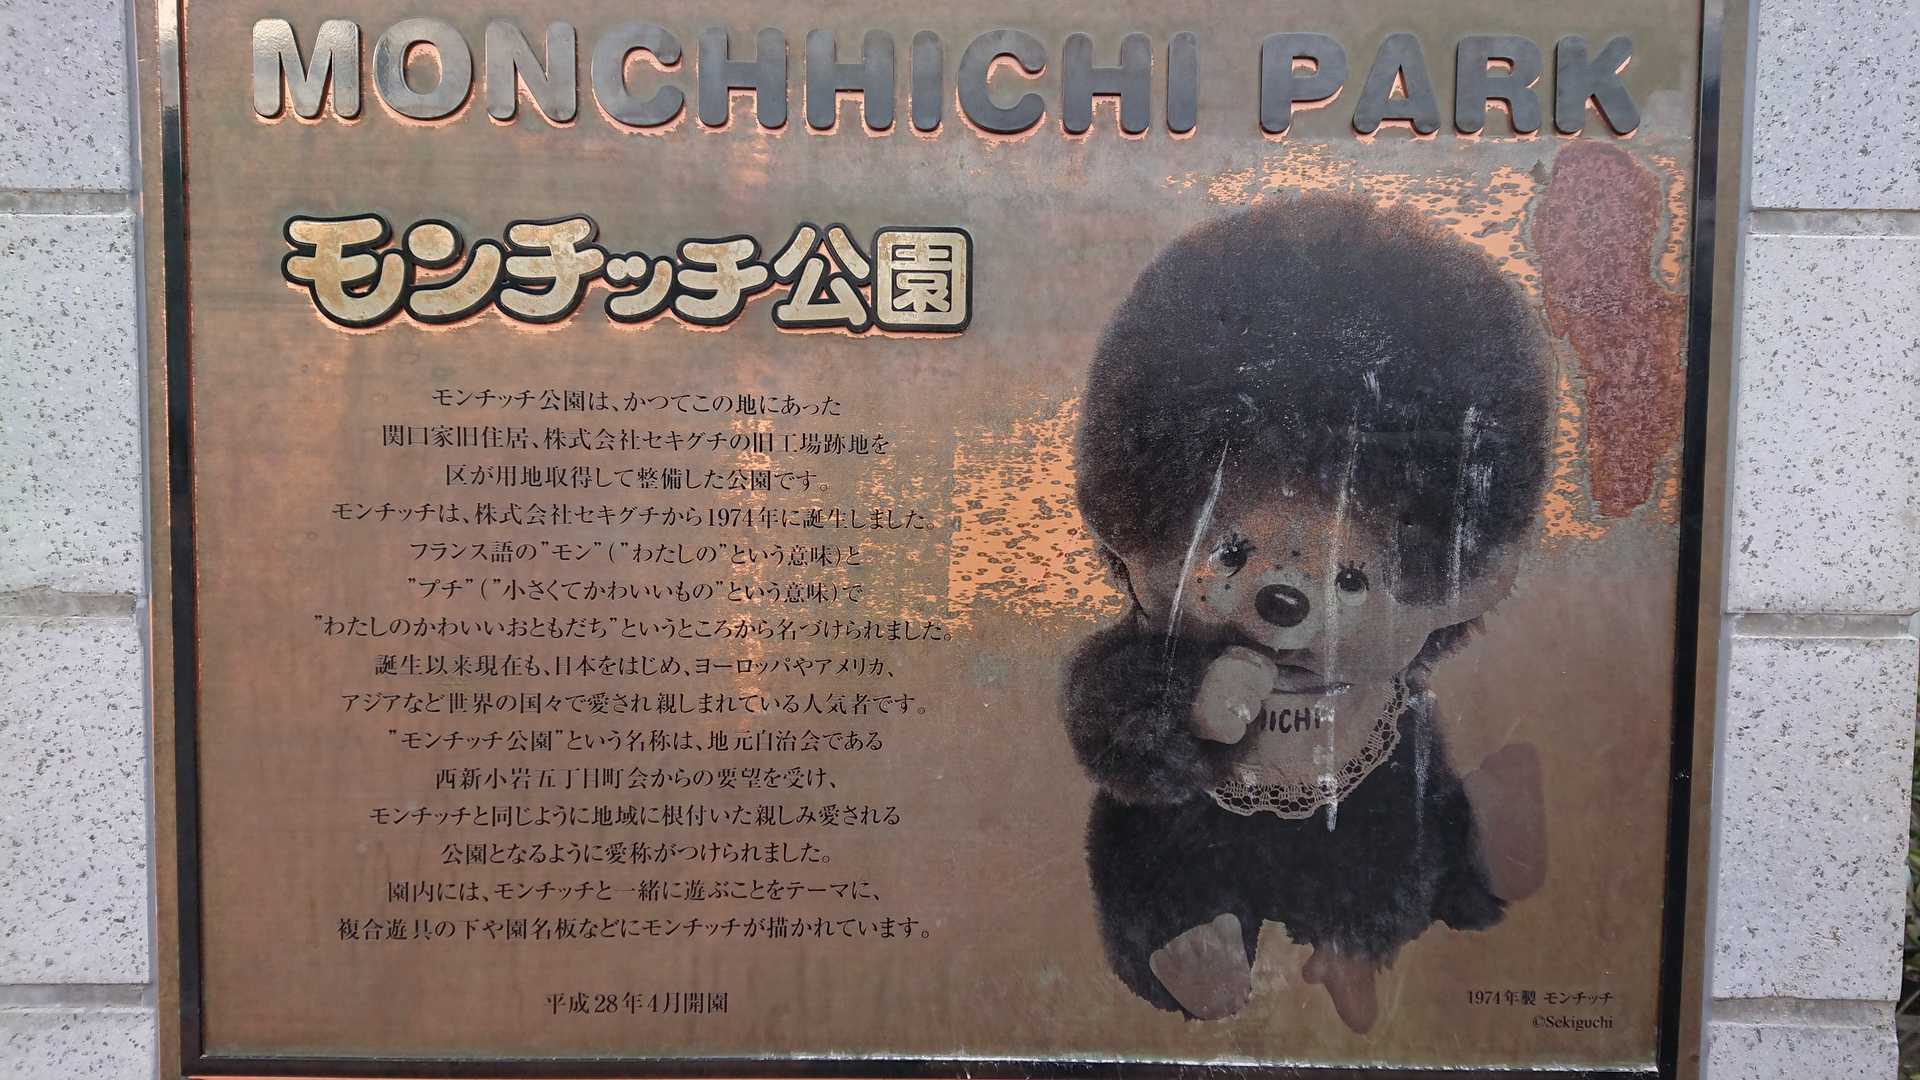 MONCHHICHI PARK
モンチッチ公園
モンチッチ公園は、かつてこの地にあった
関口家旧住居、株式会社セキグチの旧工場跡地を
区が用地取得して整備した公園です。
モンチッチは、株式会社セキグチから1974年に誕生しました。
フランス語の”モン”(”わたしの”という意味)と
”プチ”(”小さくてかわいいもの”という意味)で
”わたしのかわいいおともだち”というところから名づけられました。
誕生以来現在も、日本をはじめ、ヨーロッパやアメリカ、
アジアなど世界の国々で愛され親しまれている人気者です。
”モンチッチ公園”という名称は、地元自治会である
西新小岩五丁目町会からの要望を受け、
モンチッチと同じように地域に根付いた親しみ愛される
公園となるように愛称がつけられました。
園内には、モンチッチと一緒に遊ぶことをテーマに、
複合遊具の下や園名板などにモンチッチが描かれています。
平成28年4月開園
HICHI
1974年製 モンチッチ
©Sekiguchi